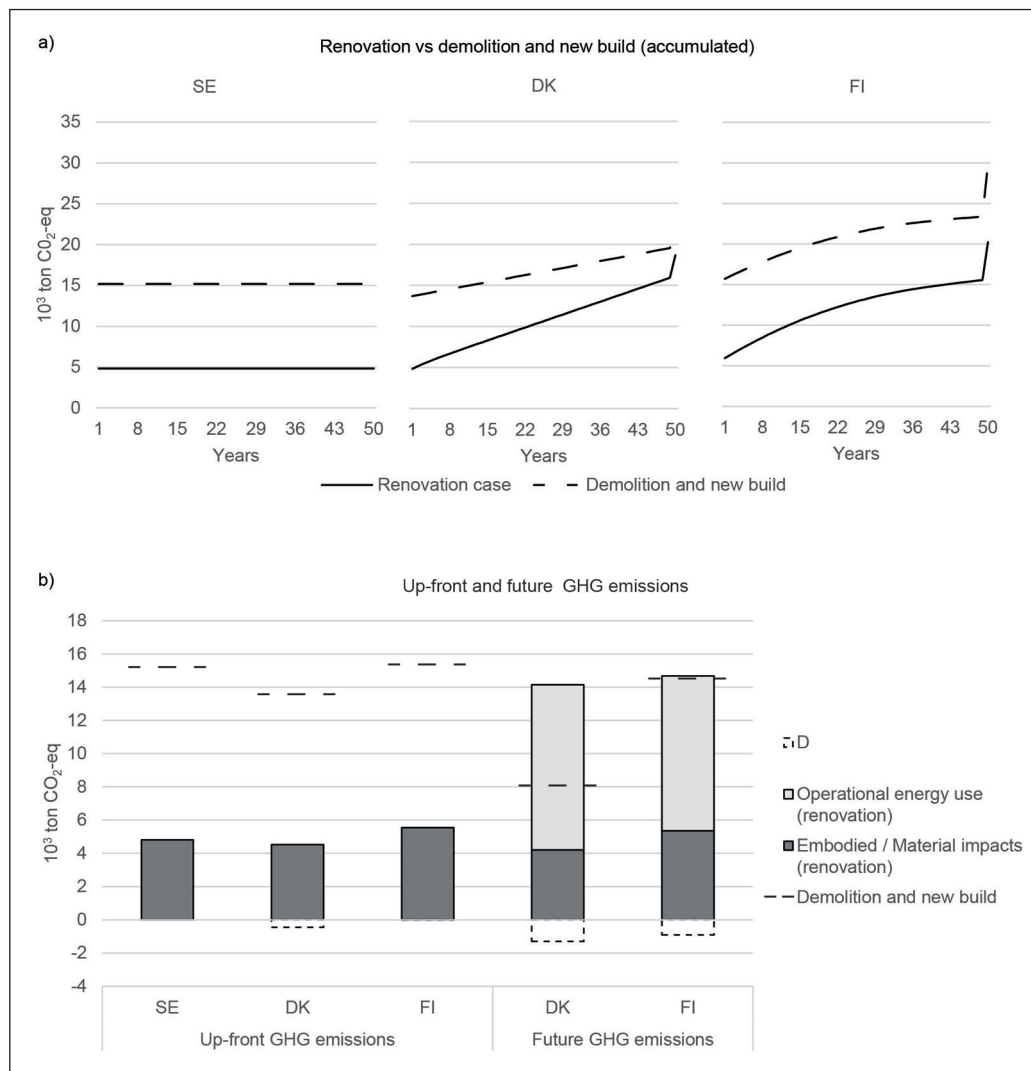 a)
Renovation vs demolition and new build (accumulated)
SE DK FI
10³ ton C0₂-eq
35
30
25
20
15
10
5
0
1 8 15 22 29 36 43 50 1 8 15 22 29 36 43 50 1 8 15 22 29 36 43 50
Years Years Years
Renovation case Demolition and new build
b)
Up-front and future GHG emissions
10³ ton CO₂-eq
18
16
14
12
10
8
6
4
2
0
-2
-4
SE DK FI DK FI
Up-front GHG emissions Future GHG emissions
D
Operational energy use
(renovation)
Embodied / Material impacts
(renovation)
Demolition and new build